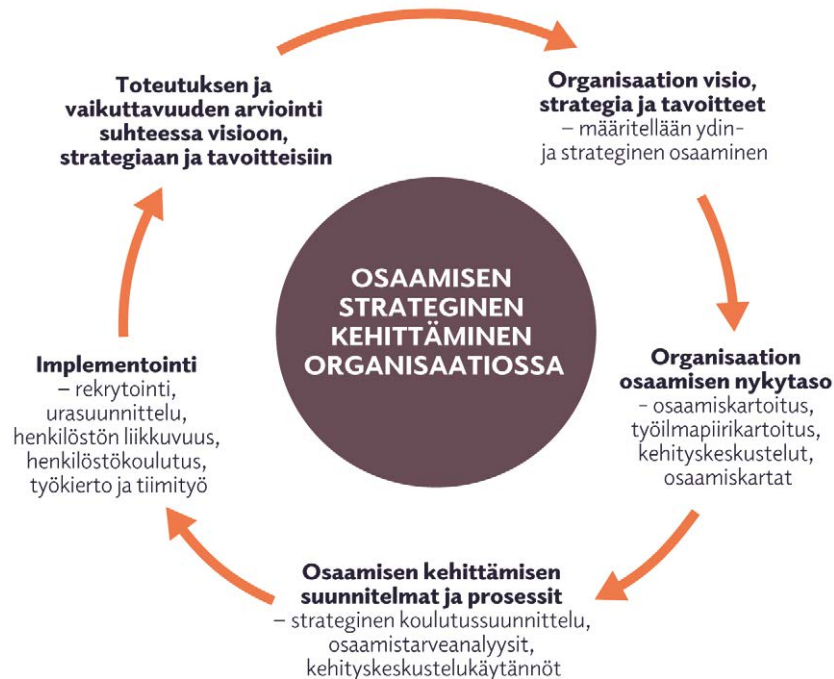 Toteutuksen ja
vaikuttavuuden arviointi
suhteessa visioon,
strategiaan ja tavoitteisiin
Organisaation visio,
strategia ja tavoitteet
– määritellään ydin-
ja strateginen osaaminen
OSAAMISEN
STRATEGINEN
KEHITTÄMINEN
ORGANISAATIOSSA
Organisaation
osaamisen nykytaso
- osaamiskartoitus,
työilmapiirikartoitus,
kehityskeskustelut,
osaamiskartat
Osaamisen kehittämisen
suunnitelmat ja prosessit
– strateginen koulutussuunnittelu,
osaamistarveanalyysit,
kehityskeskustelukäytännöt
Implementointi
– rekrytointi,
urasuunnittelu,
henkilöstön liikkuvuus,
henkilöstökoulutus,
työkierto ja tiimityö